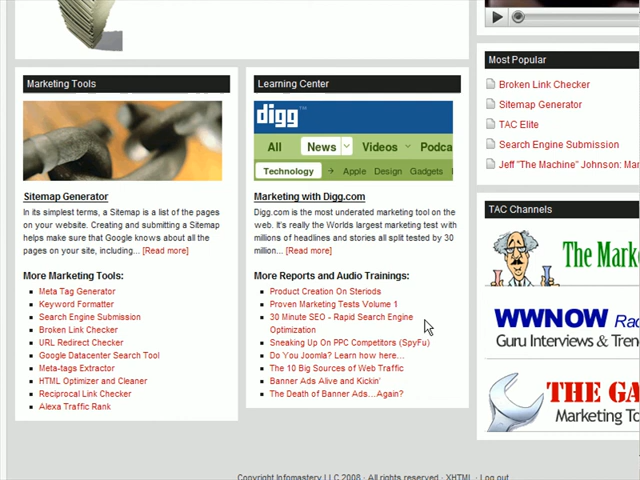 Marketing Tools
Sitemap Generator
In its simplest terms, a Sitemap is a list of the pages
on your website. Creating and submitting a Sitemap
helps make sure that Google knows about all the
pages on your site, including... [Read more]
More Marketing Tools:
Meta Tag Generator
Keyword Formatter
Search Engine Submission
Broken Link Checker
URL Redirect Checker
Google Datacenter Search Tool
Meta-tags Extractor
HTML Optimizer and Cleaner
Reciprocal Link Checker
Alexa Traffic Rank
Learning Center
digg™
All News Videos Podca
Technology Apple Design Gadgets
Marketing with Digg.com
Digg.com is the most underated marketing tool on the
web. It's really the Worlds largest marketing test with
millions of headlines and stories all split tested by 30
million... [Read more]
More Reports and Audio Trainings:
Product Creation On Steriods
Proven Marketing Tests Volume 1
30 Minute SEO - Rapid Search Engine
Optimization
Sneaking Up On PPC Competitors (SpyFu)
Do You Joomla? Learn how here...
The 10 Big Sources of Web Traffic
Banner Ads Alive and Kickin'
The Death of Banner Ads...Again?
Most Popular
Broken Link Checker
Sitemap Generator
TAC Elite
Search Engine Submission
Jeff "The Machine" Johnson: Mar
TAC Channels
The Mark
WWNOW Rad
Guru Interviews & Tren
THE GA
Marketing To
Copyright Infomastery LLC 2008 · All rights reserved · XHTML · Log out